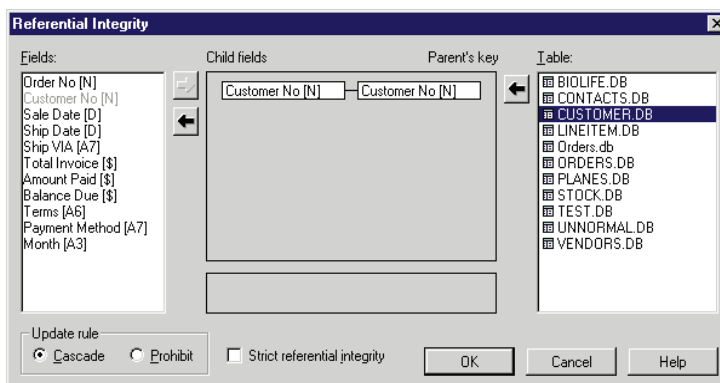 Referential Integrity
Fields:
Child fields
Parent's key
Table:
Order No [N]
Customer No [N]
Sale Date [D]
Ship Date [D]
Ship VIA [A7]
Total Invoice [$]
Amount Paid [$]
Balance Due [$]
Terms [A6]
Payment Method [A7]
Month [A3]
Customer No [N] Customer No [N]
BIOLIFE.DB
CONTACTS.DB
CUSTOMER.DB
LINEITEM.DB
Orders.db
ORDERS.DB
PLANES.DB
STOCK.DB
TEST.DB
UNNORMAL.DB
VENDORS.DB
Update rule
Cascade Prohibit
Strict referential integrity
OK
Cancel
Help